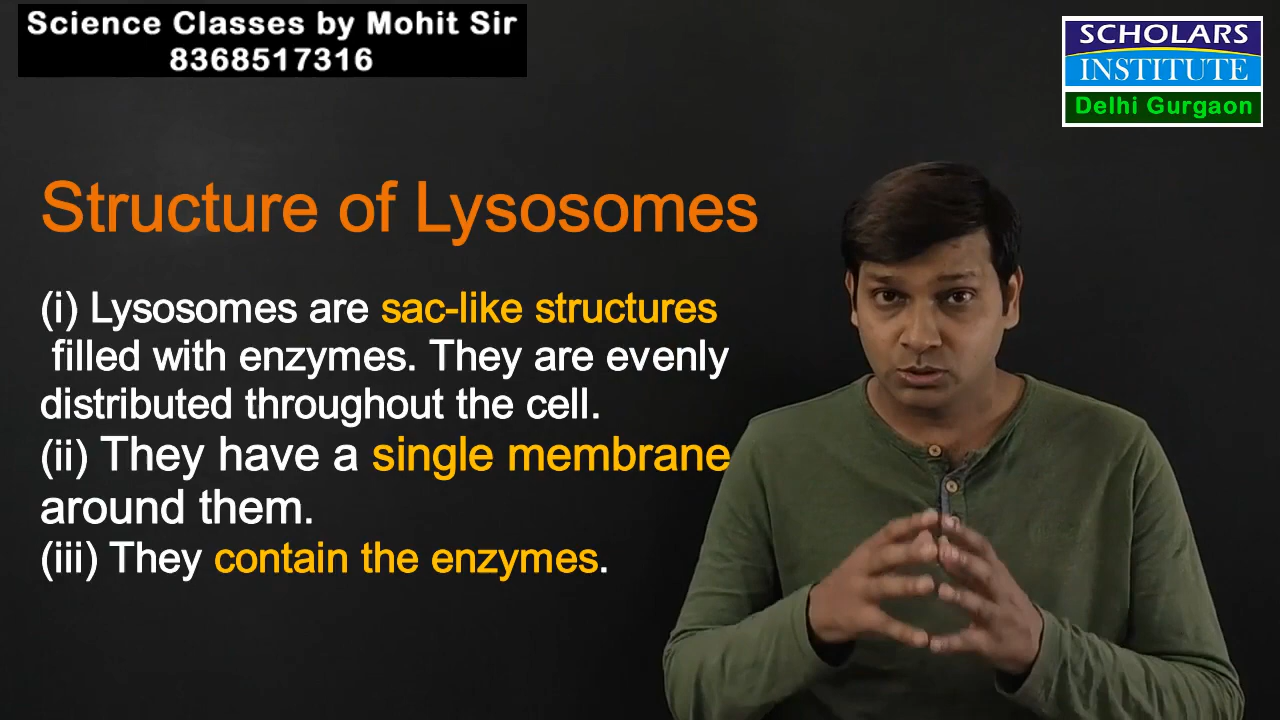 Science Classes by Mohit Sir
8368517316
SCHOLARS
INSTITUTE
Delhi Gurgaon
Structure of Lysosomes
(i) Lysosomes are sac-like structures
filled with enzymes. They are evenly
distributed throughout the cell.
(ii) They have a single membrane
around them.
(iii) They contain the enzymes.